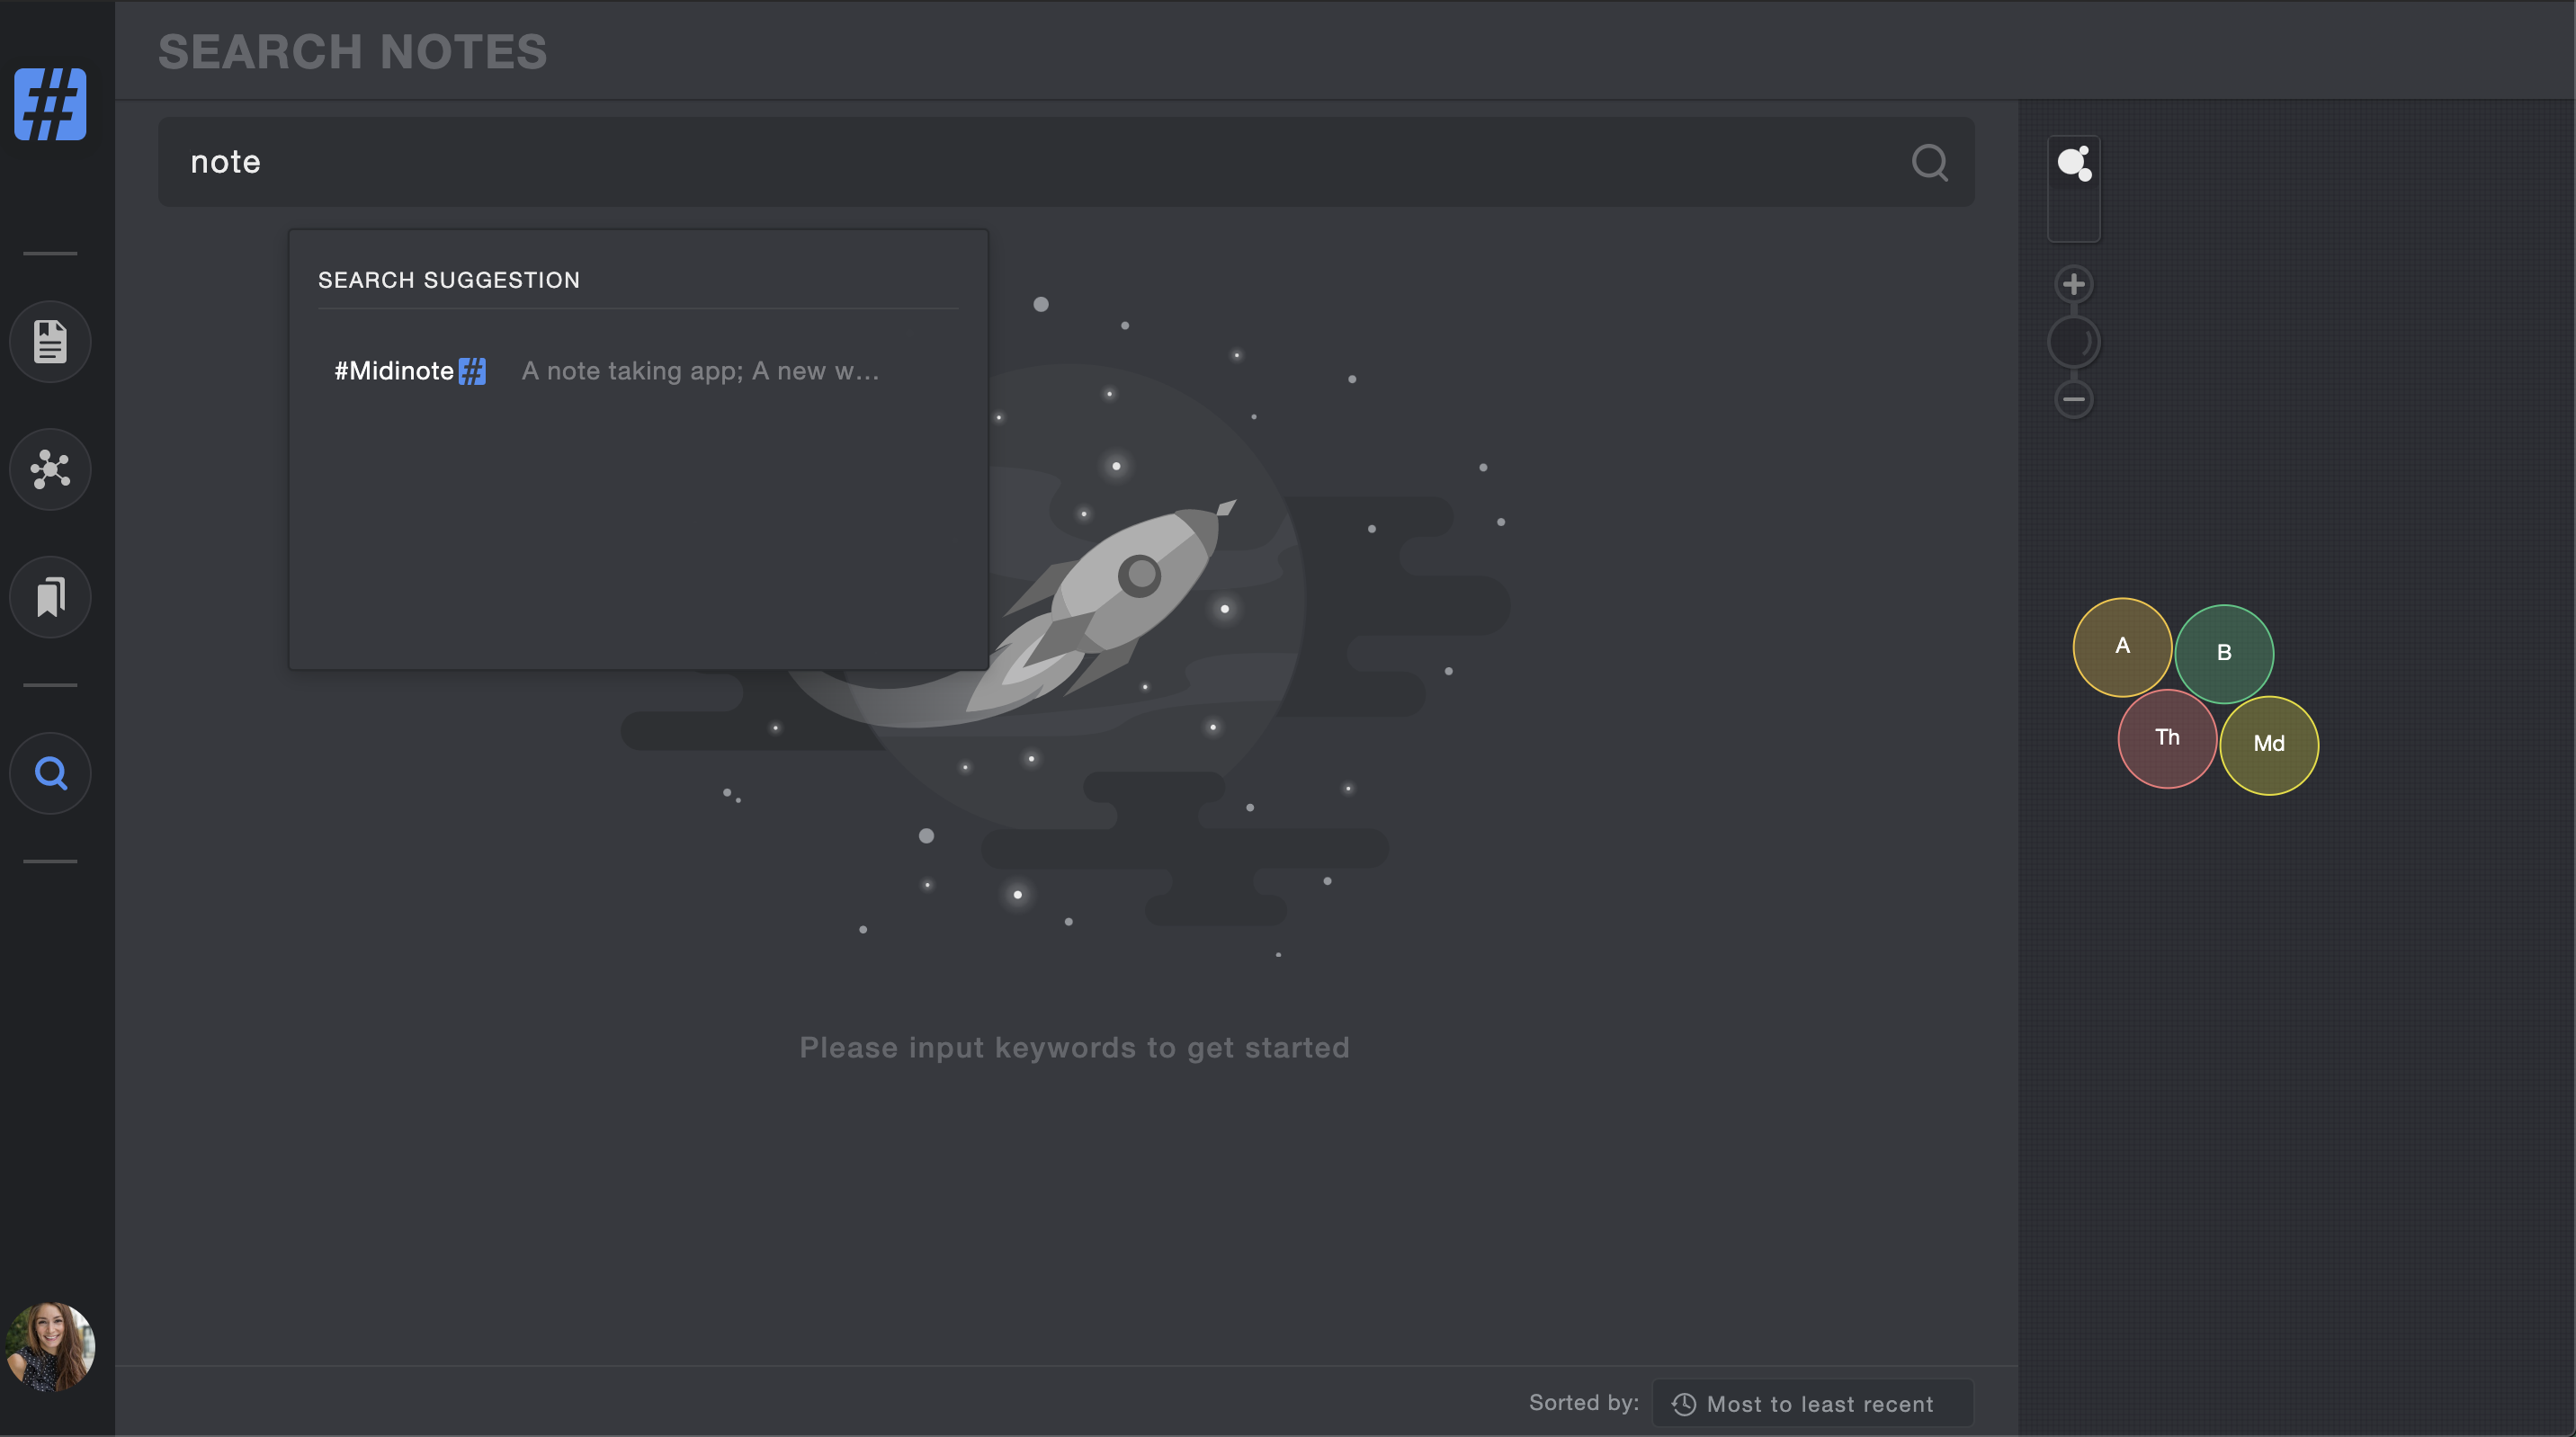 SEARCH NOTES
note
SEARCH SUGGESTION
#Midinote# A note taking app; A new w...
A
B
Th
Md
Please input keywords to get started
Sorted by: Most to least recent